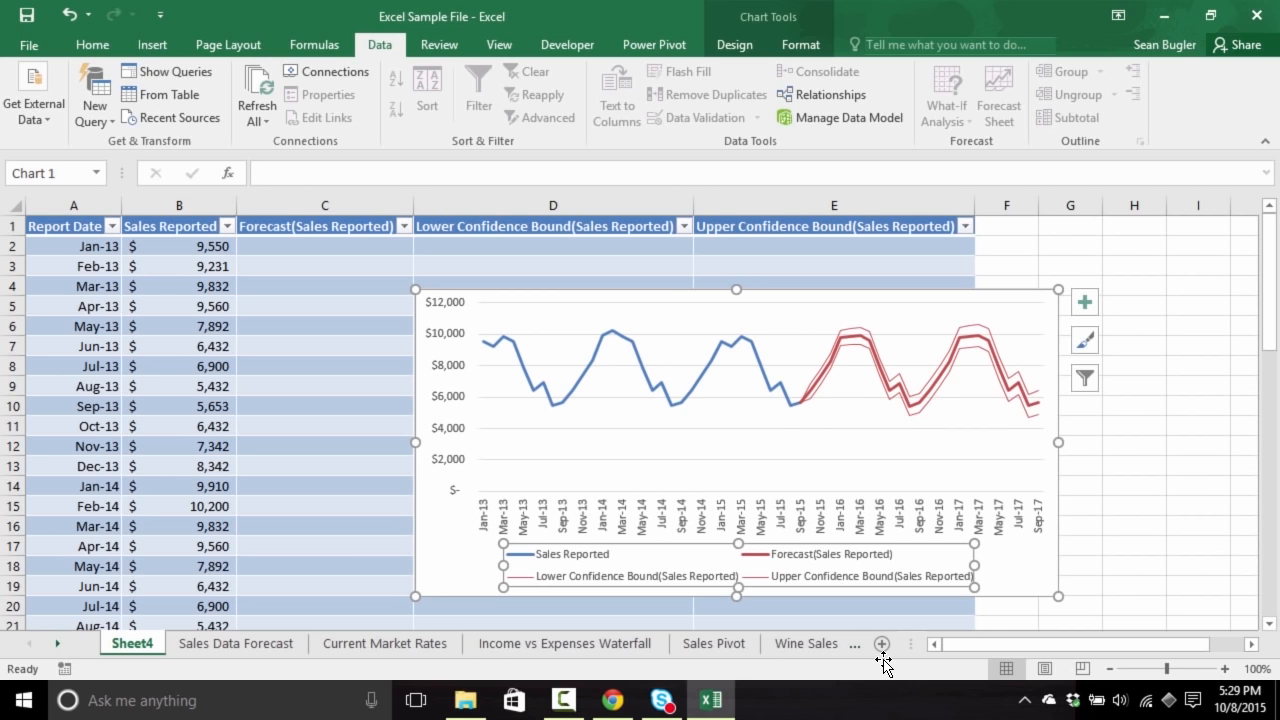 Excel Sample File - Excel
Chart Tools
File Home Insert Page Layout Formulas Data Review View Developer Power Pivot Design Format Tell me what you want to do... Sean Bugler Share
Get External Data
New Query
Show Queries
From Table
Recent Sources
Get & Transform
Refresh All
Connections
Properties
Edit Links
Connections
Sort
Filter
Clear
Reapply
Advanced
Sort & Filter
Text to Columns
Flash Fill
Remove Duplicates
Data Validation
Consolidate
Relationships
Manage Data Model
Data Tools
What-If Analysis
Forecast Sheet
Forecast
Group
Ungroup
Subtotal
Outline
Chart 1 fx
A B C D E F G H I
1 Report Date Sales Reported Forecast(Sales Reported) Lower Confidence Bound(Sales Reported) Upper Confidence Bound(Sales Reported)
2 Jan-13 $ 9,550
3 Feb-13 $ 9,231
4 Mar-13 $ 9,832
5 Apr-13 $ 9,560
6 May-13 $ 7,892
7 Jun-13 $ 6,432
8 Jul-13 $ 6,900
9 Aug-13 $ 5,432
10 Sep-13 $ 5,653
11 Oct-13 $ 6,432
12 Nov-13 $ 7,342
13 Dec-13 $ 8,342
14 Jan-14 $ 9,910
15 Feb-14 $ 10,200
16 Mar-14 $ 9,832
17 Apr-14 $ 9,560
18 May-14 $ 7,892
19 Jun-14 $ 6,432
20 Jul-14 $ 6,900
21 Aug-14 $ 5,432
$12,000
$10,000
$8,000
$6,000
$4,000
$2,000
$-
Jan-13 Mar-13 May-13 Jul-13 Sep-13 Nov-13 Jan-14 Mar-14 May-14 Jul-14 Sep-14 Nov-14 Jan-15 Mar-15 May-15 Jul-15 Sep-15 Nov-15 Jan-16 Mar-16 May-16 Jul-16 Sep-16 Nov-16 Jan-17 Mar-17 May-17 Jul-17 Sep-17
Sales Reported Forecast(Sales Reported)
Lower Confidence Bound(Sales Reported) Upper Confidence Bound(Sales Reported)
Sheet4 Sales Data Forecast Current Market Rates Income vs Expenses Waterfall Sales Pivot Wine Sales ...
Ready 100%
Ask me anything
5:29 PM
10/8/2015